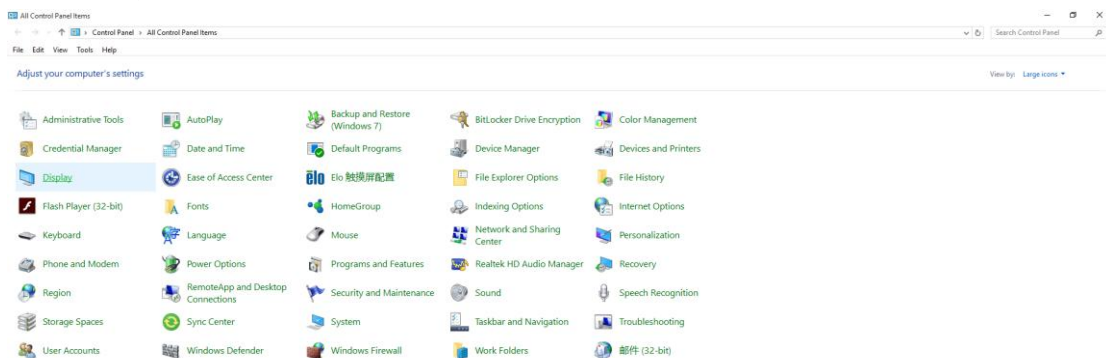 All Control Panel Items
Control Panel > All Control Panel Items
Search Control Panel
File Edit View Tools Help
Adjust your computer's settings
View by: Large icons
Administrative Tools
AutoPlay
Backup and Restore
(Windows 7)
BitLocker Drive Encryption
Color Management
Credential Manager
Date and Time
Default Programs
Device Manager
Devices and Printers
Display
Ease of Access Center
elo
Elo 触摸屏配置
File Explorer Options
File History
Flash Player (32-bit)
Fonts
HomeGroup
Indexing Options
Internet Options
Keyboard
Language
Mouse
Network and Sharing
Center
Personalization
Phone and Modem
Power Options
Programs and Features
Realtek HD Audio Manager
Recovery
Region
RemoteApp and Desktop
Connections
Security and Maintenance
Sound
Speech Recognition
Storage Spaces
Sync Center
System
Taskbar and Navigation
Troubleshooting
User Accounts
Windows Defender
Windows Firewall
Work Folders
邮件 (32-bit)